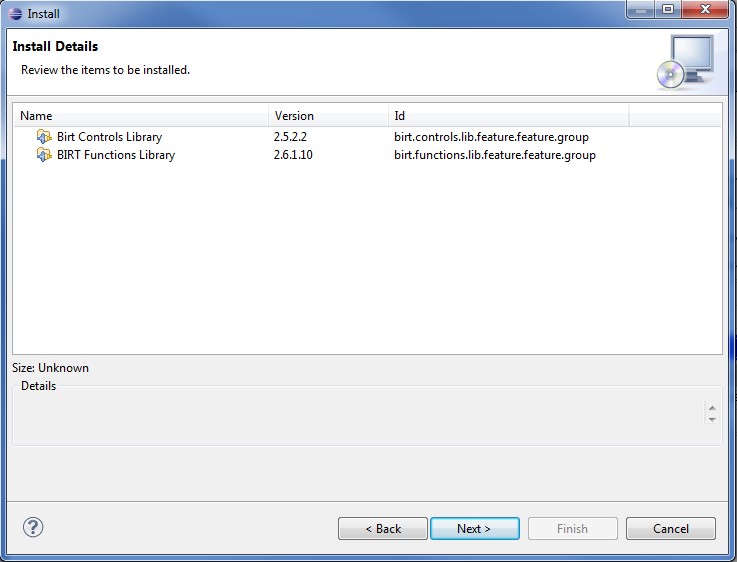 Install
Install Details
Review the items to be installed.
Name Version Id
Birt Controls Library 2.5.2.2 birt.controls.lib.feature.feature.group
BIRT Functions Library 2.6.1.10 birt.functions.lib.feature.feature.group
Size: Unknown
Details
? < Back Next > Finish Cancel